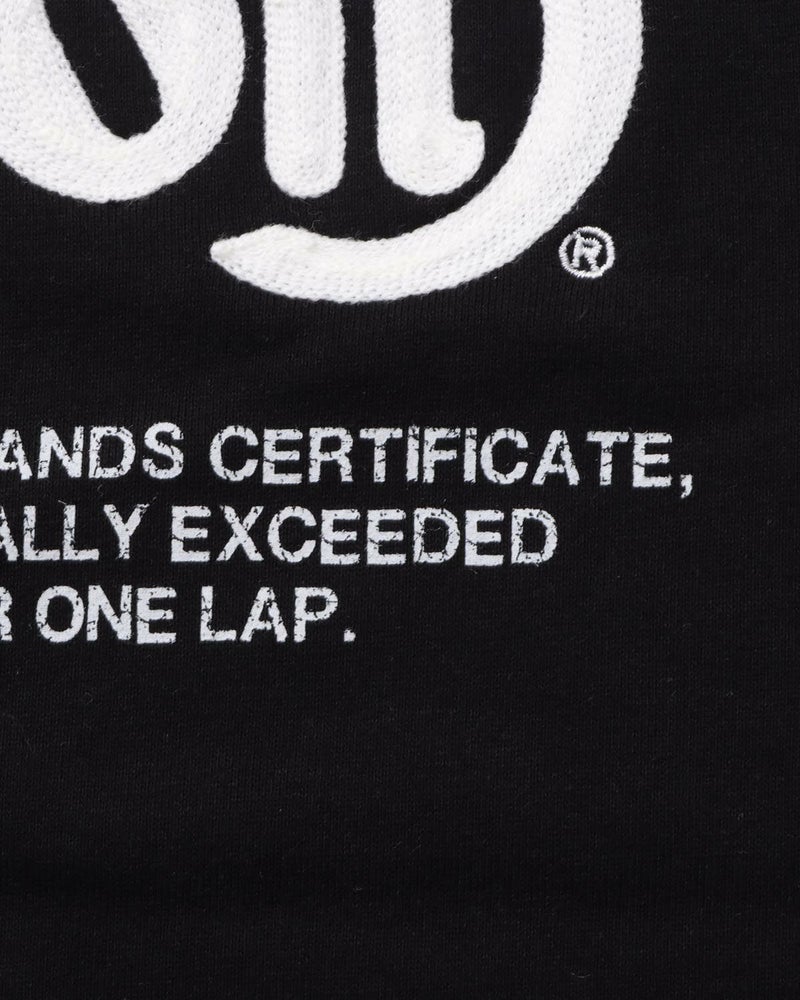 ®
ANDS CERTIFICATE,
ALLY EXCEEDED
R ONE LAP.